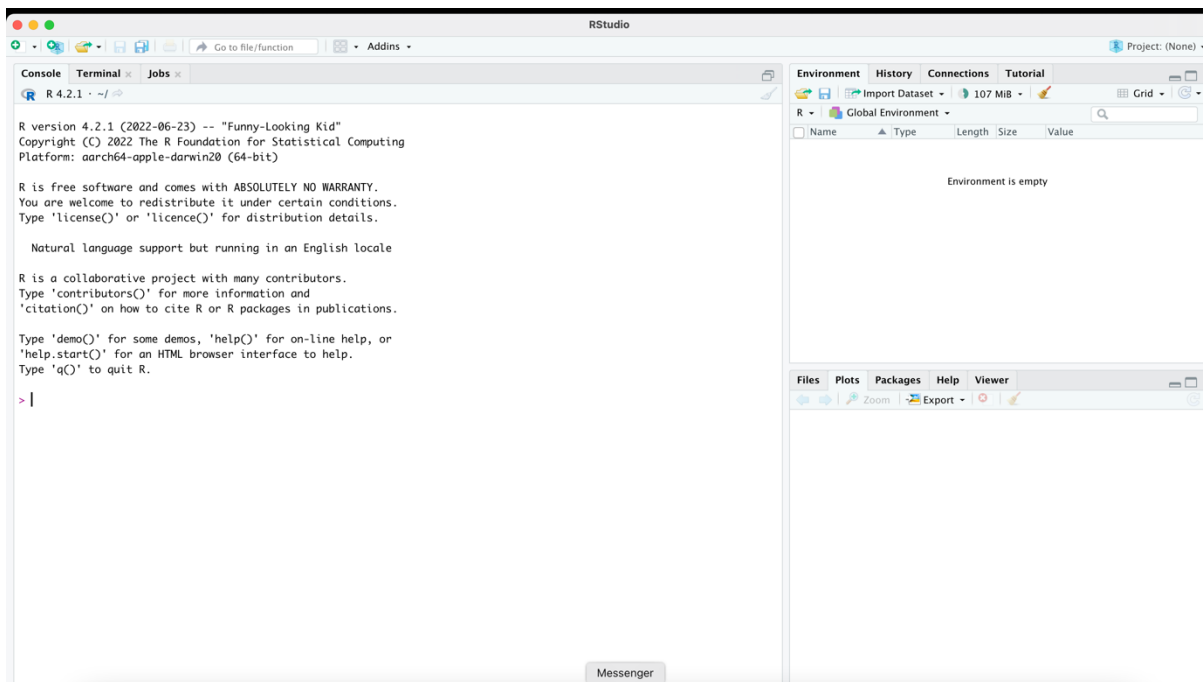 RStudio
Go to file/function
Addins
Project: (None)
Console Terminal Jobs
R 4.2.1 · ~/
R version 4.2.1 (2022-06-23) -- "Funny-Looking Kid"
Copyright (C) 2022 The R Foundation for Statistical Computing
Platform: aarch64-apple-darwin20 (64-bit)
R is free software and comes with ABSOLUTELY NO WARRANTY.
You are welcome to redistribute it under certain conditions.
Type 'license()' or 'licence()' for distribution details.
Natural language support but running in an English locale
R is a collaborative project with many contributors.
Type 'contributors()' for more information and
'citation()' on how to cite R or R packages in publications.
Type 'demo()' for some demos, 'help()' for on-line help, or
'help.start()' for an HTML browser interface to help.
Type 'q()' to quit R.
>
Environment History Connections Tutorial
Import Dataset 107 MiB Grid
R Global Environment
Name Type Length Size Value
Environment is empty
Files Plots Packages Help Viewer
Zoom Export
Messenger